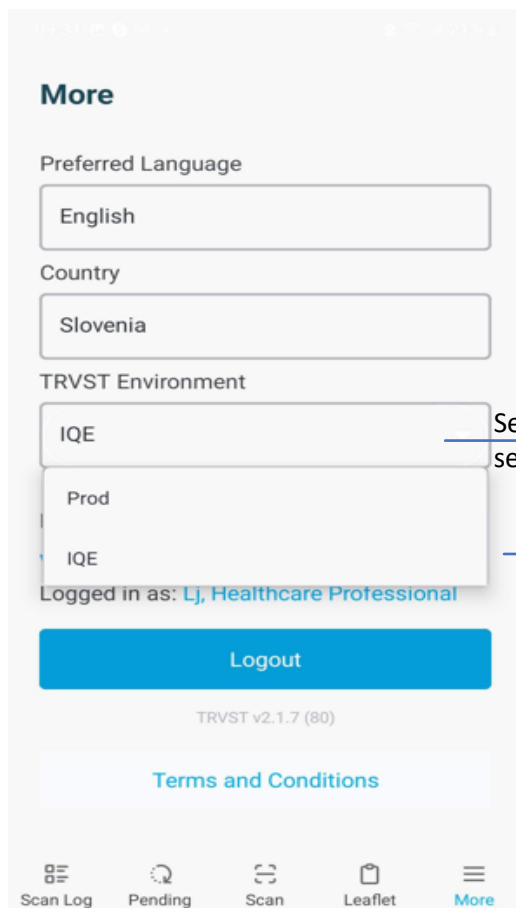 More
Preferred Language
English
Country
Slovenia
TRVST Environment
IQE
Prod
IQE
Logged in as: Lj, Healthcare Professional
Logout
TRVST v2.1.7 (80)
Terms and Conditions
Scan Log Pending Scan Leaflet More